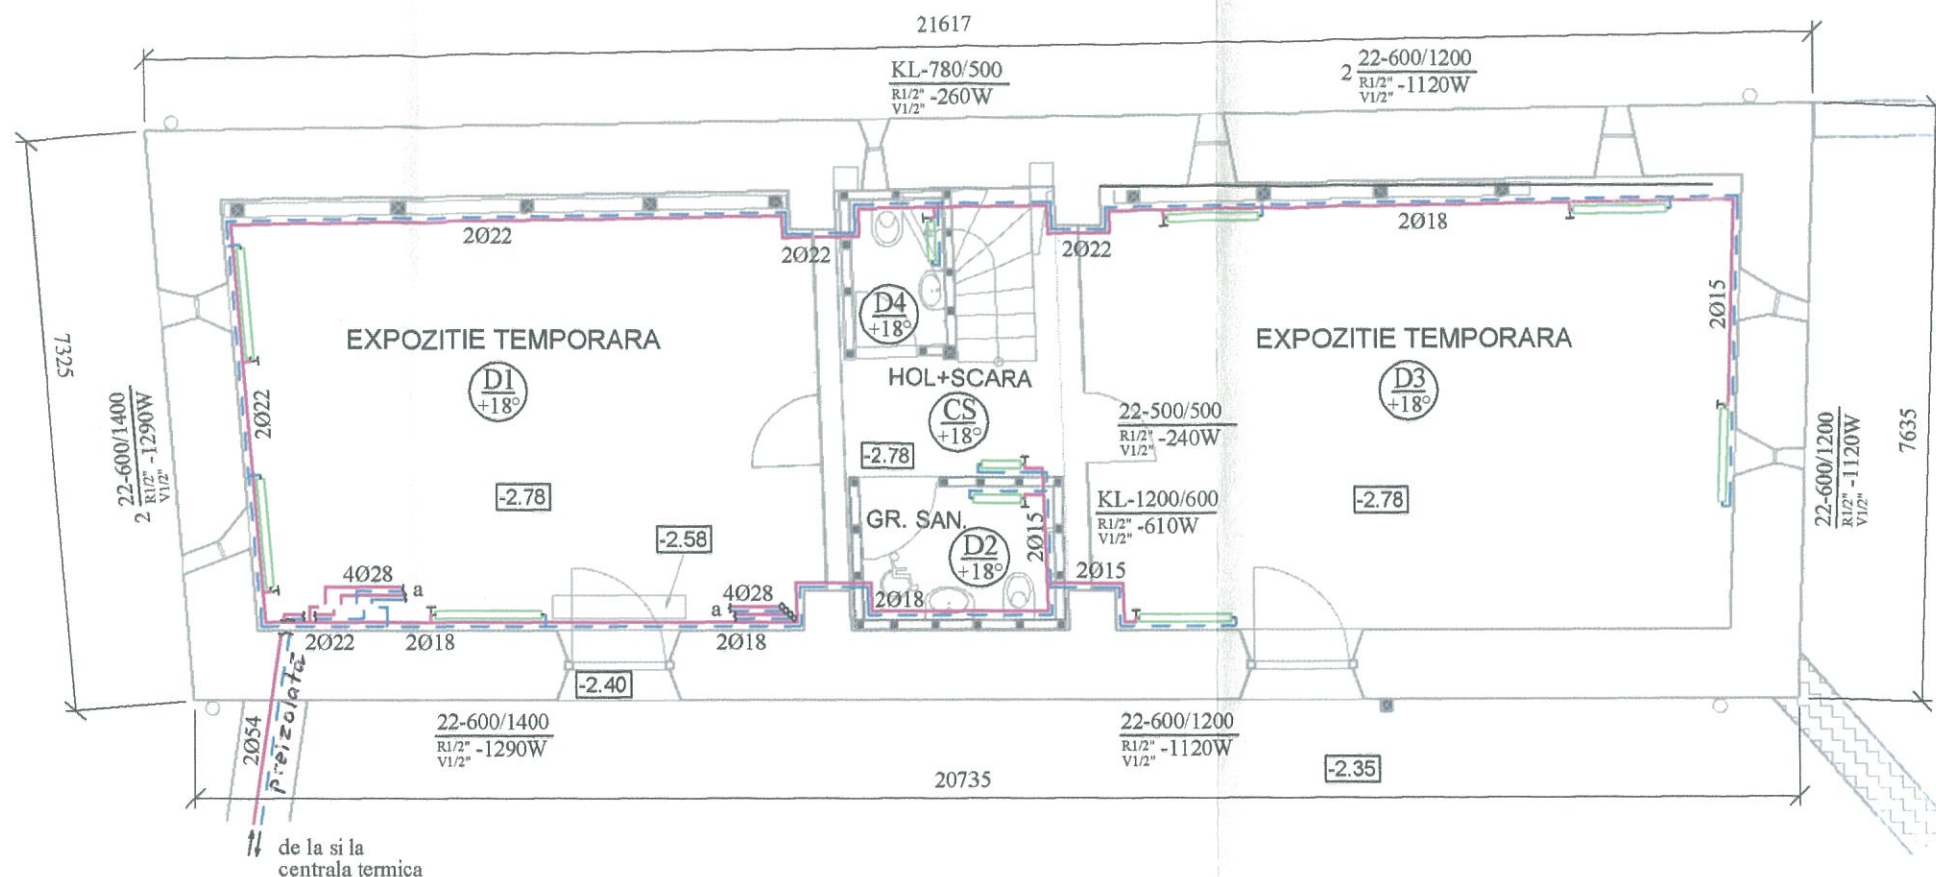 21617
KL-780/500
R1/2" -260W
V1/2"
2 22-600/1200
R1/2" -1120W
V1/2"
2Ø22
2Ø22
2Ø22
2Ø18
2Ø15
D4
+18°
EXPOZITIE TEMPORARA
D1
+18°
EXPOZITIE TEMPORARA
D3
+18°
7325
2 22-600/1400
R1/2" -1290W
V1/2"
2Ø22
HOL+SCARA
CS
+18°
-2.78
22-500/500
R1/2" -240W
V1/2"
22-600/1200
R1/2" -1120W
V1/2"
7635
-2.78
-2.78
KL-1200/600
R1/2" -610W
V1/2"
GR. SAN.
D2
+18°
2Ø15
-2.58
2Ø15
4Ø28
a
a
4Ø28
2Ø18
2Ø22
2Ø18
2Ø18
-2.40
2Ø54
preizolată
22-600/1400
R1/2" -1290W
V1/2"
22-600/1200
R1/2" -1120W
V1/2"
-2.35
20735
de la si la
centrala termica